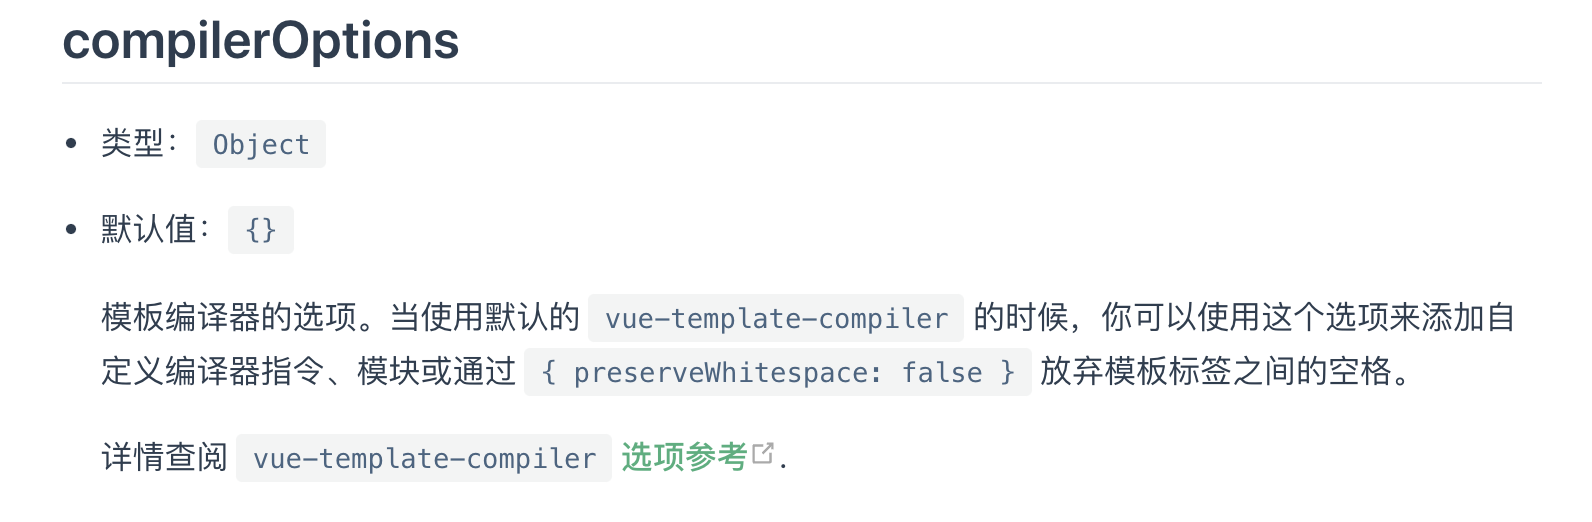 compilerOptions
• 类型： Object
• 默认值： {}
模板编译器的选项。当使用默认的 vue-template-compiler 的时候，你可以使用这个选项来添加自
定义编译器指令、模块或通过 { preserveWhitespace: false } 放弃模板标签之间的空格。
详情查阅 vue-template-compiler 选项参考.